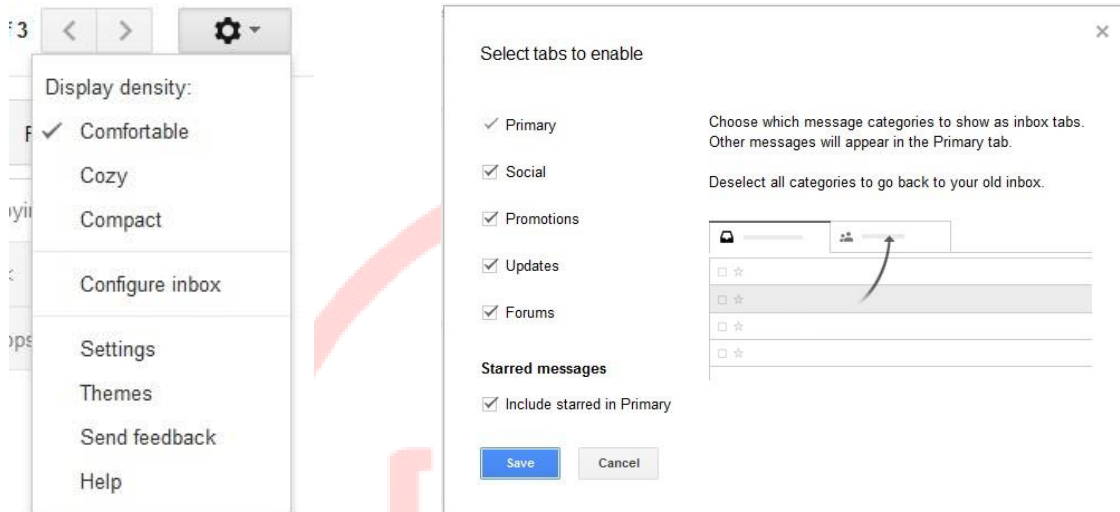 f 3
Display density:
Comfortable
Cozy
Compact
Configure inbox
Settings
Themes
Send feedback
Help
Select tabs to enable
Primary
Social
Promotions
Updates
Forums
Starred messages
Include starred in Primary
Save
Cancel
Choose which message categories to show as inbox tabs.
Other messages will appear in the Primary tab.
Deselect all categories to go back to your old inbox.